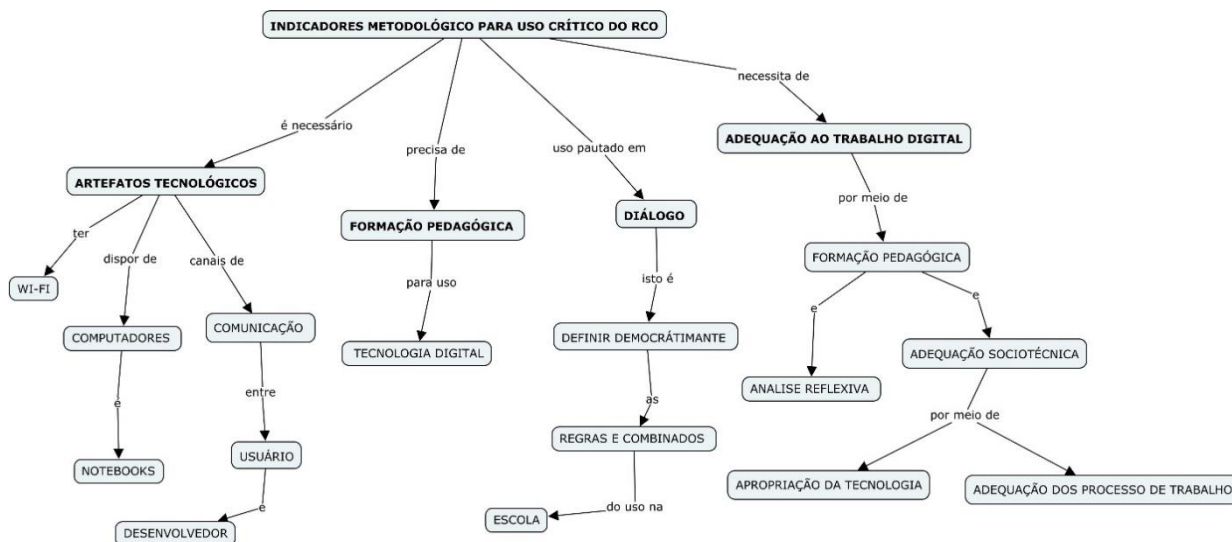 INDICADORES METODOLÓGICO PARA USO CRÍTICO DO RCO
necessita de
é necessário
precisa de
uso pautado em
ADEQUAÇÃO AO TRABALHO DIGITAL
ARTEFATOS TECNOLÓGICOS
FORMAÇÃO PEDAGÓGICA
DIÁLOGO
por meio de
ter
dispor de
canais de
para uso
isto é
FORMAÇÃO PEDAGÓGICA
WI-FI
COMPUTADORES
COMUNICAÇÃO
TECNOLOGIA DIGITAL
DEFINIR DEMOCRÁTIMANTE
e
e
ADEQUAÇÃO SOCIOTÉCNICA
ANALISE REFLEXIVA
e
entre
as
por meio de
NOTEBOOKS
USUÁRIO
REGRAS E COMBINADOS
APROPRIAÇÃO DA TECNOLOGIA
ADEQUAÇÃO DOS PROCESSO DE TRABALHO
e
do uso na
DESENVOLVEDOR
ESCOLA